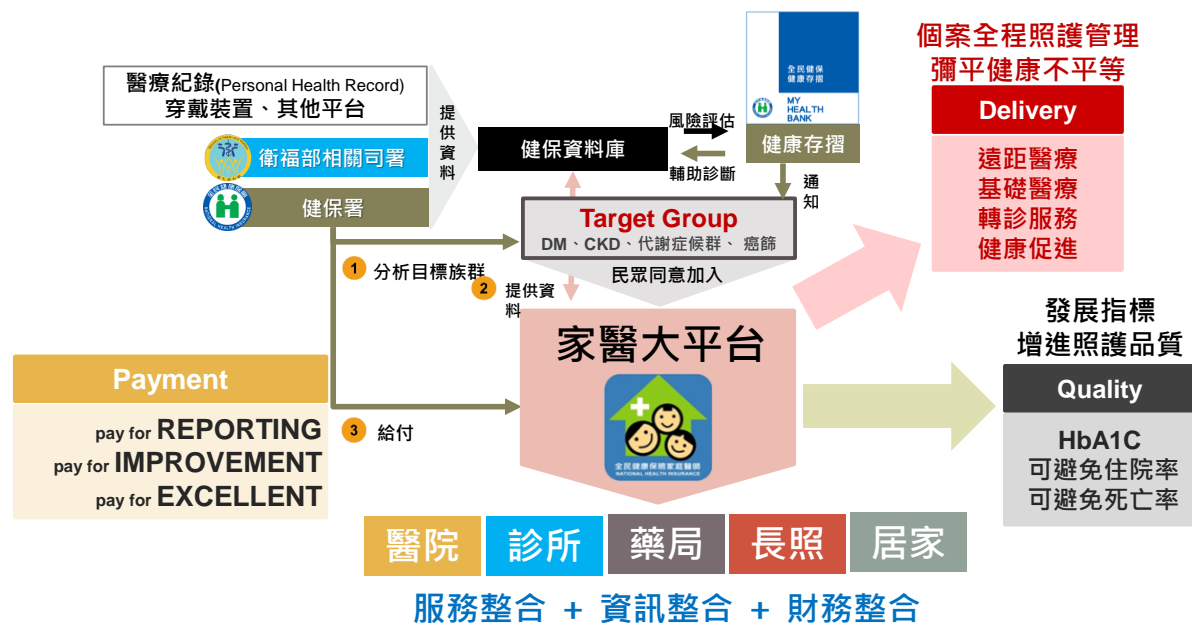 醫療紀錄(Personal Health Record)
穿戴裝置、其他平台
衛福部相關司署
健保署
提供資料
健保資料庫
風險評估
輔助診斷
全民健保
健康存摺
MY
HEALTH
BANK
健康存摺
通知
Target Group
DM、CKD、代謝症候群、 癌篩
民眾同意加入
1 分析目標族群
2 提供資
料
3 給付
家醫大平台
全民健康保險家庭醫師
NATIONAL HEALTH INSURANCE
Payment
pay for REPORTING
pay for IMPROVEMENT
pay for EXCELLENT
個案全程照護管理
彌平健康不平等
Delivery
遠距醫療
基礎醫療
轉診服務
健康促進
發展指標
增進照護品質
Quality
HbA1C
可避免住院率
可避免死亡率
醫院
診所
藥局
長照
居家
服務整合 + 資訊整合 + 財務整合